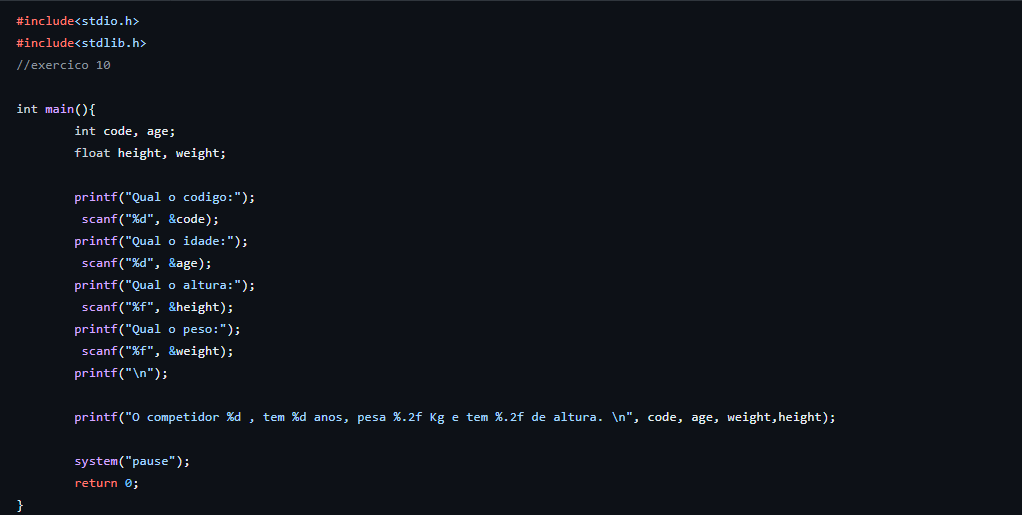 #include<stdio.h>
#include<stdlib.h>
//exercico 10
int main(){
int code, age;
float height, weight;
printf("Qual o codigo:");
scanf("%d", &code);
printf("Qual o idade:");
scanf("%d", &age);
printf("Qual o altura:");
scanf("%f", &height);
printf("Qual o peso:");
scanf("%f", &weight);
printf("\n");
printf("O competidor %d , tem %d anos, pesa %.2f Kg e tem %.2f de altura. \n", code, age, weight,height);
system("pause");
return 0;
}